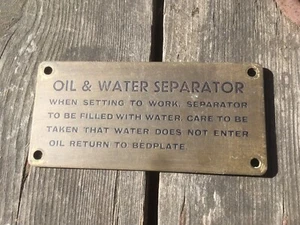 OIL & WATER SEPARATOR
WHEN SETTING TO WORK, SEPARATOR
TO BE FILLED WITH WATER. CARE TO BE
TAKEN THAT WATER DOES NOT ENTER
OIL RETURN TO BEDPLATE.